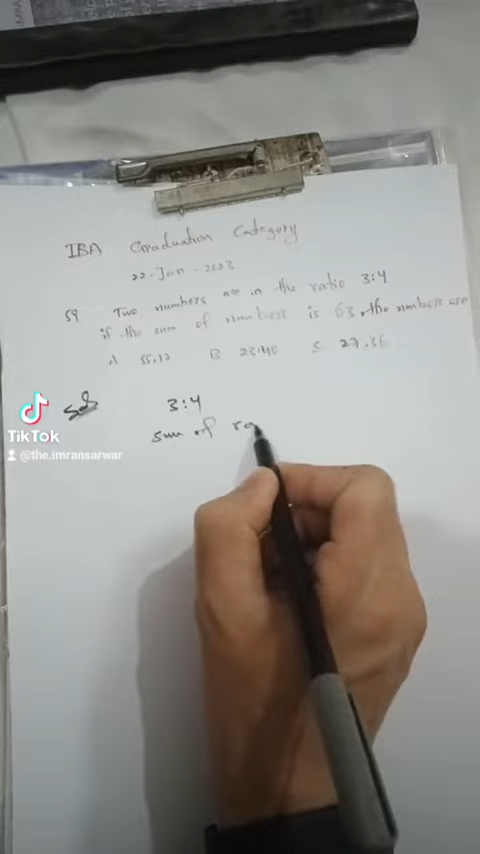 IMRA
IBA Graduation Category
22-Jan-2023
59 Two numbers are in the ratio 3:4
if the sum of numbers is 63, the numbers are
A 55,12 B 23:40 C 27,36
Sol 3:4
sum of ra
TikTok
@the.imransarwar